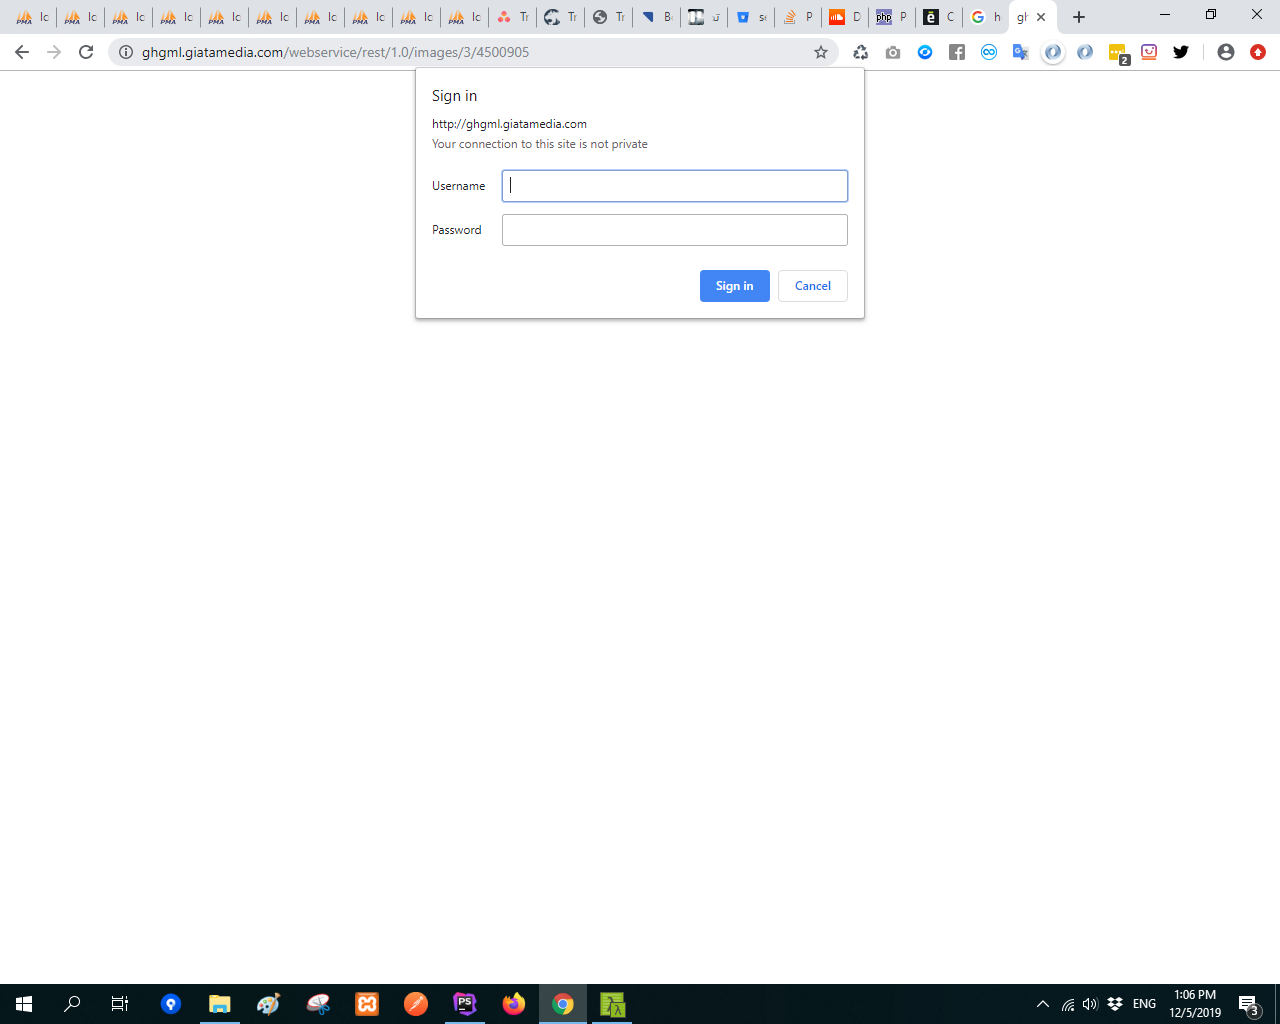 lc lc lc lc lc lc lc lc lc lc Tr Tr Tr B se P D P C h gh
ghgml.giatamedia.com/webservice/rest/1.0/images/3/4500905
2
Sign in
http://ghgml.giatamedia.com
Your connection to this site is not private
Username
Password
Sign in Cancel
ENG
1:06 PM
12/5/2019
3